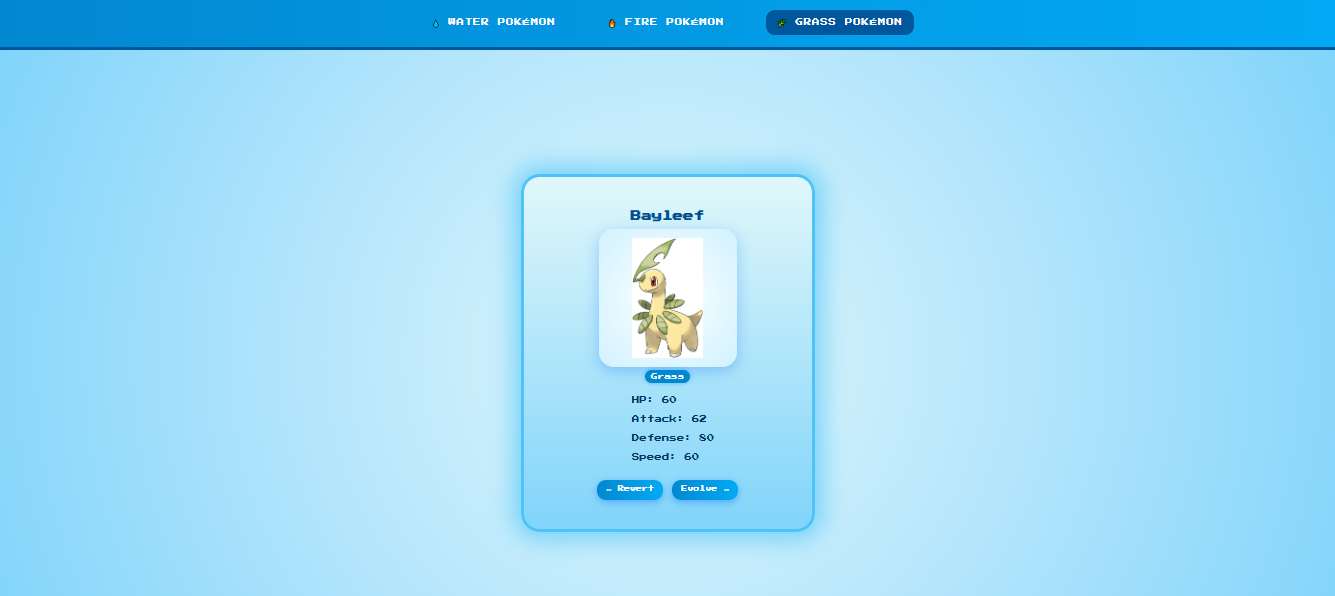 WATER POKÉMON
FIRE POKÉMON
GRASS POKÉMON
Bayleef
Grass
HP: 60
Attack: 62
Defense: 80
Speed: 60
← Revert
Evolve →